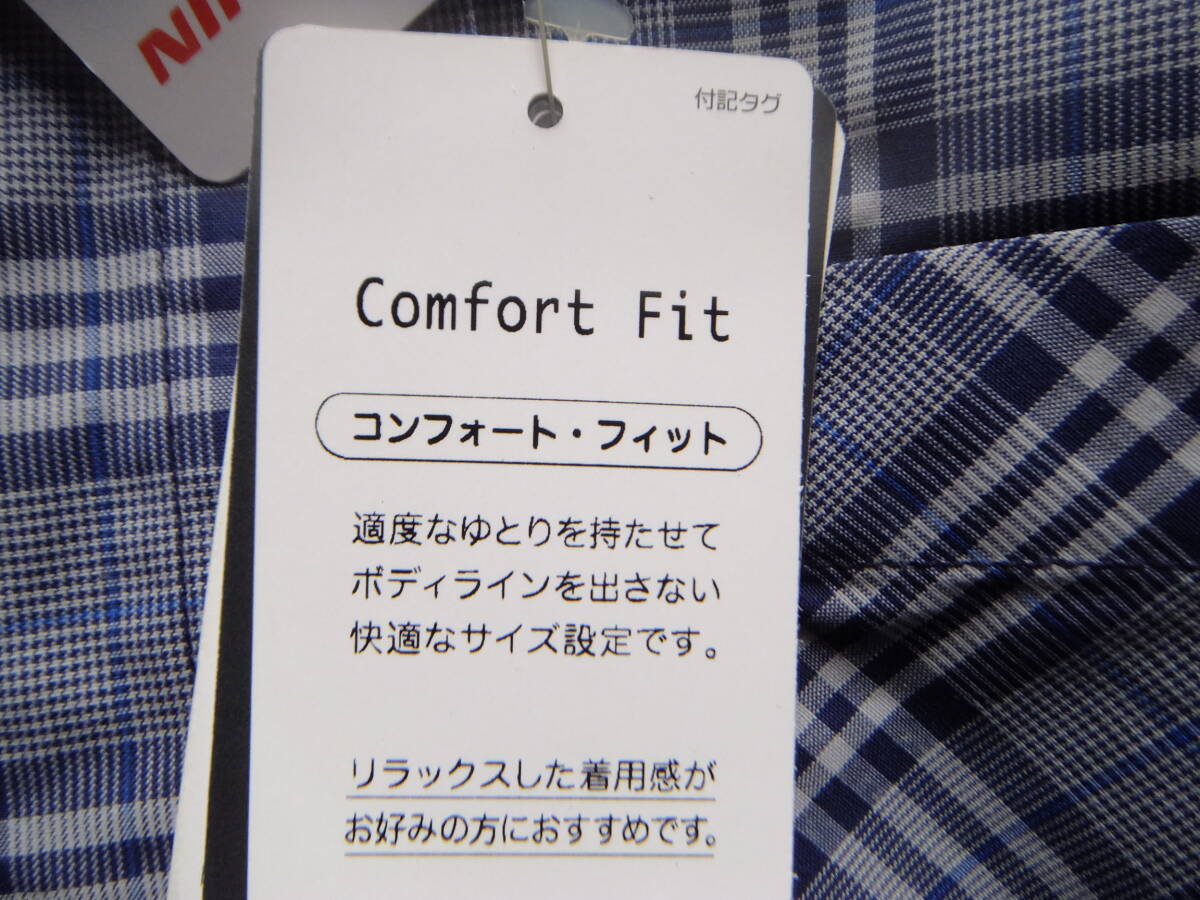 NI
付記タグ
Comfort Fit
コンフォート・フィット
適度なゆとりを持たせて
ボディラインを出さない
快適なサイズ設定です。
リラックスした着用感が
お好みの方におすすめです。